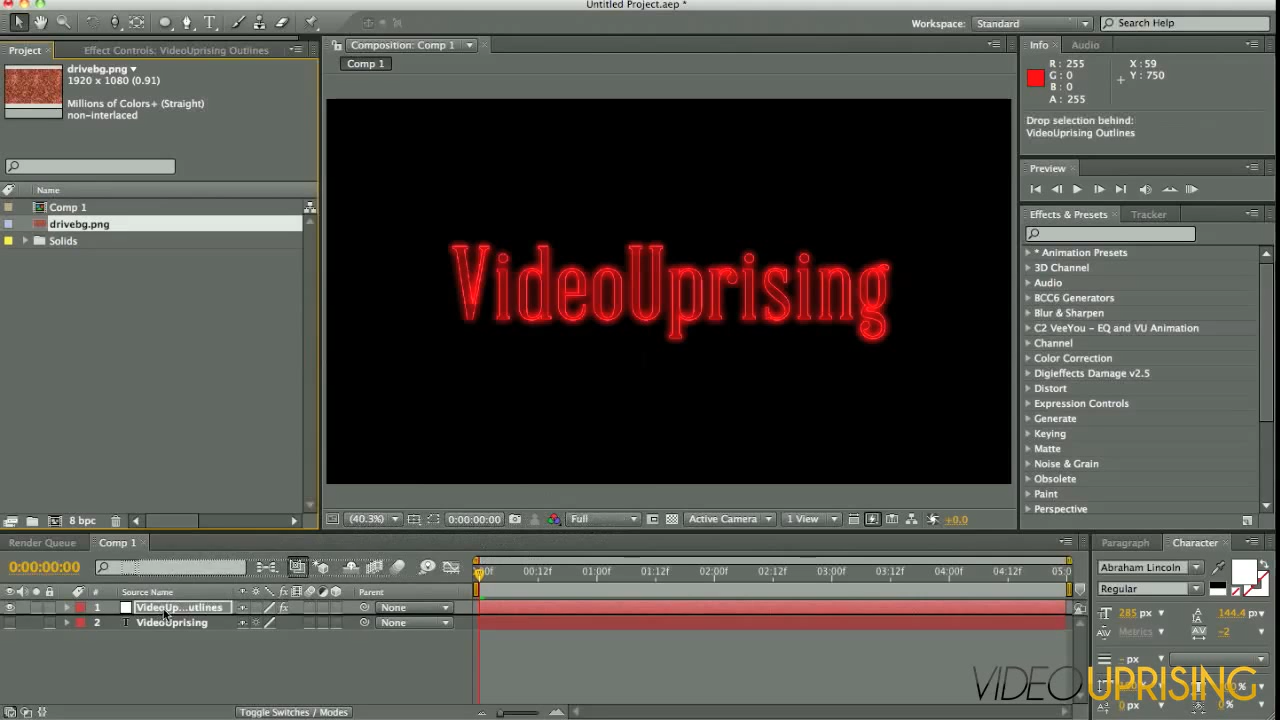 Untitled Project.aep *
Workspace: Standard
Search Help
Project
Effect Controls: VideoUprising Outlines
drivebg.png
1920 x 1080 (0.91)
Millions of Colors+ (Straight)
non-interlaced
Name
Comp 1
drivebg.png
Solids
8 bpc
Composition: Comp 1
Comp 1
VideoUprising
(40.3%)
0:00:00:00
Full
Active Camera
1 View
+0.0
Info
Audio
R: 255
G: 0
B: 0
A: 255
X: 59
Y: 750
Drop selection behind:
VideoUprising Outlines
Preview
Effects & Presets
Tracker
* Animation Presets
3D Channel
Audio
BCC6 Generators
Blur & Sharpen
C2 VeeYou - EQ and VU Animation
Channel
Color Correction
Digieffects Damage v2.5
Distort
Expression Controls
Generate
Keying
Matte
Noise & Grain
Obsolete
Paint
Perspective
Render Queue
Comp 1
0:00:00:00
# Source Name
Parent
1 VideoUp...utlines
None
2 VideoUprising
None
00:12f 01:00f 01:12f 02:00f 02:12f 03:00f 03:12f 04:00f 04:12f
Toggle Switches / Modes
Paragraph
Character
Abraham Lincoln
Regular
285 px
144.4
Metrics
-2
- px
0 px
VIDEOUPRISING